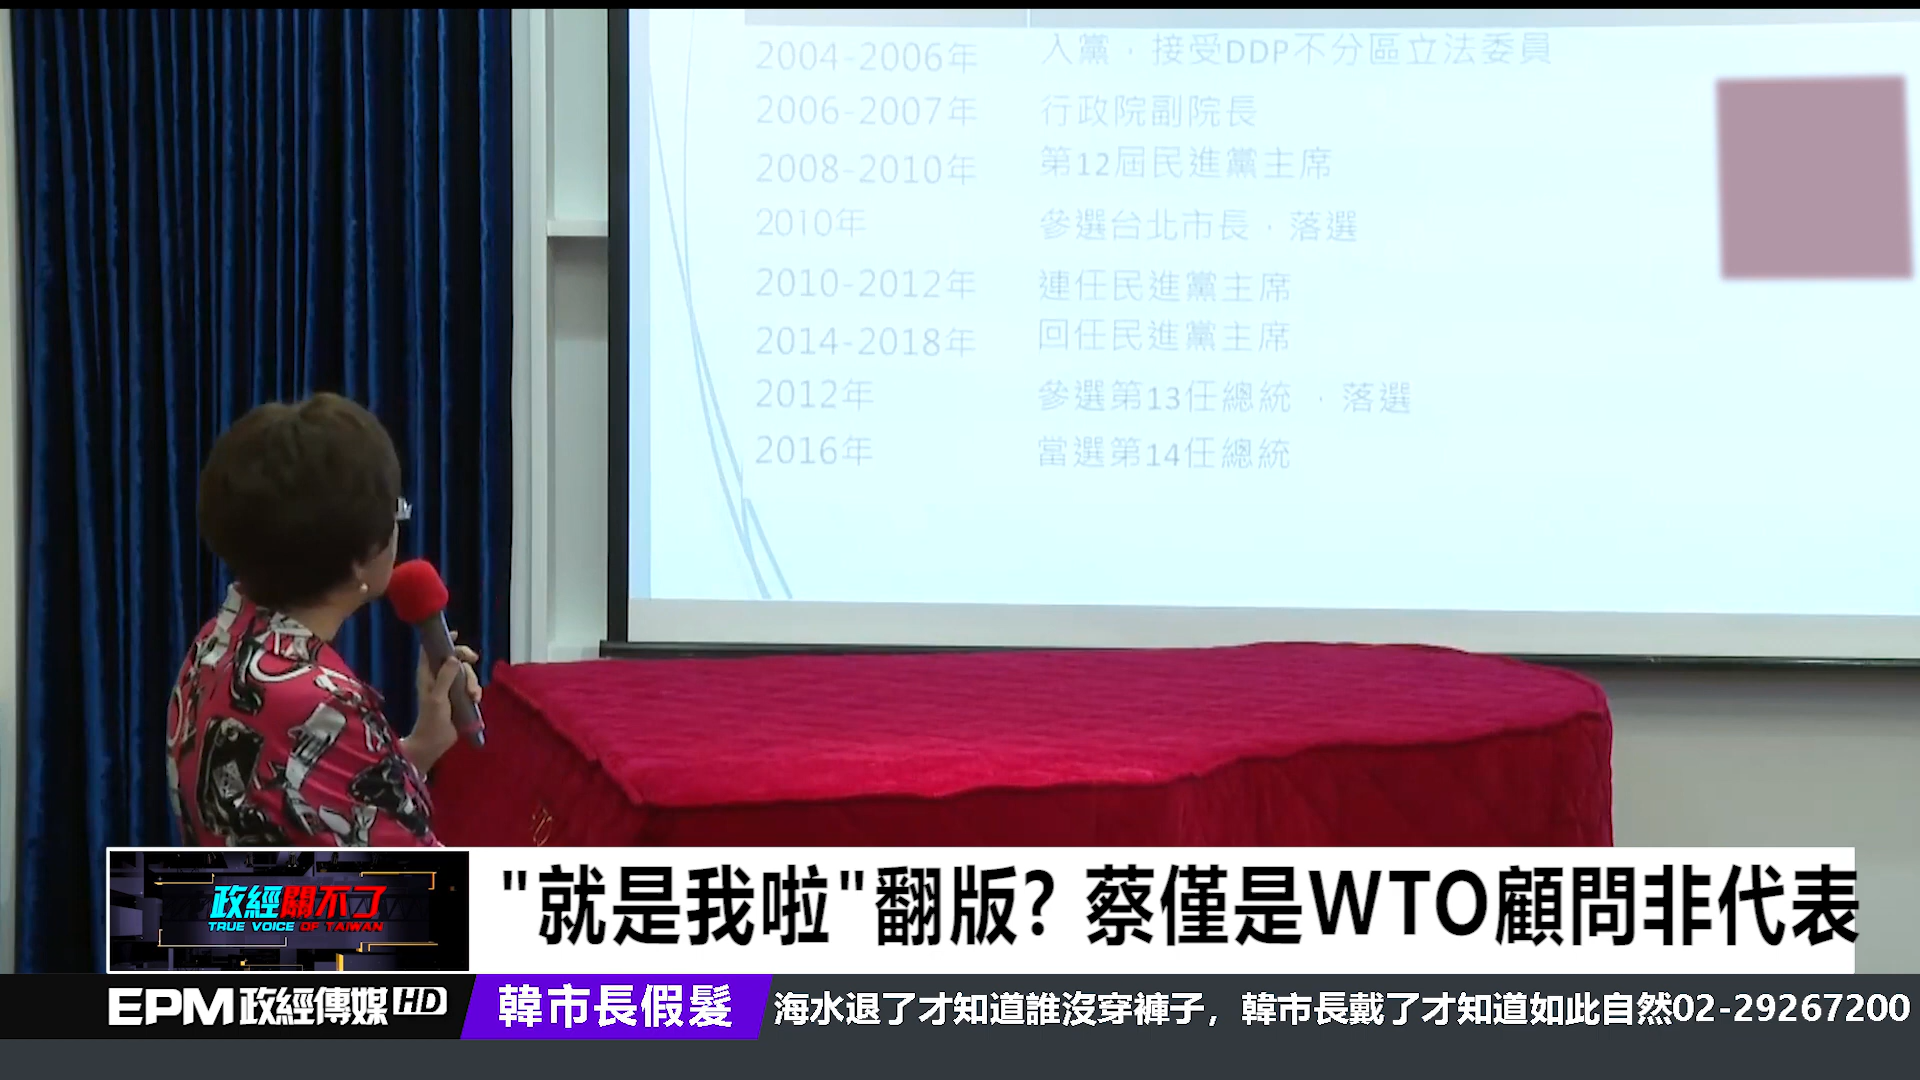 2004-2006年 入黨，接受DDP不分區立法委員
2006-2007年 行政院副院長
2008-2010年 第12屆民進黨主席
2010年 參選台北市長，落選
2010-2012年 連任民進黨主席
2014-2018年 回任民進黨主席
2012年 參選第13任總統 ，落選
2016年 當選第14任總統
政經關不了
TRUE VOICE OF TAIWAN
"就是我啦"翻版? 蔡僅是WTO顧問非代表
EPM政經傳媒HD
韓市長假髮
海水退了才知道誰沒穿褲子，韓市長戴了才知道如此自然02-29267200